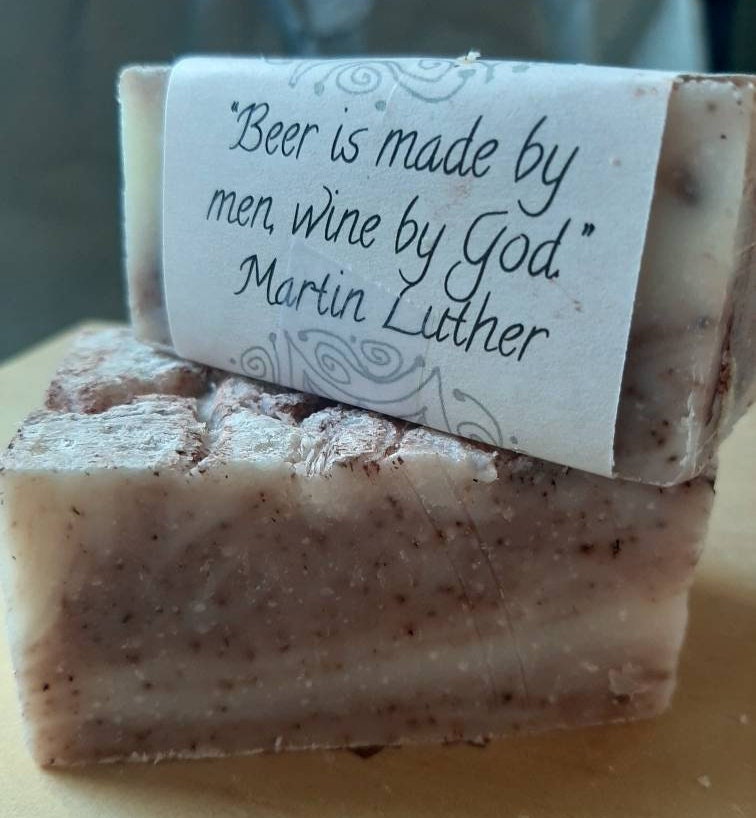 "Beer is made by
men, wine by God."
Martin Luther